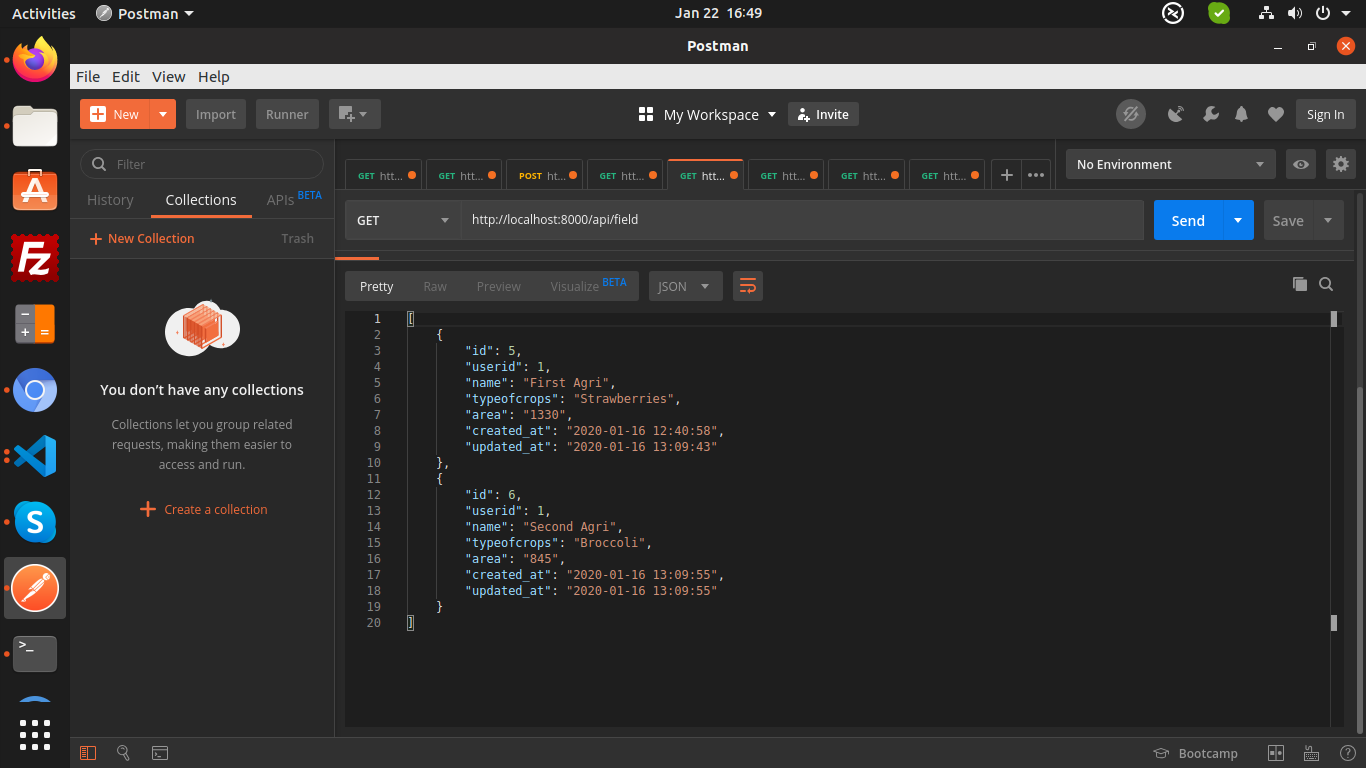 Activities Postman Jan 22 16:49
Postman
File Edit View Help
New Import Runner My Workspace Invite Sign In
Filter
GET htt... GET htt... POST ht... GET htt... GET htt... GET htt... GET htt... GET htt... No Environment
History Collections APIs BETA
GET http://localhost:8000/api/field Send Save
New Collection Trash
Pretty Raw Preview Visualize BETA JSON
You don’t have any collections
Collections let you group related
requests, making them easier to
access and run.
Create a collection
1 [
2 {
3 "id": 5,
4 "userid": 1,
5 "name": "First Agri",
6 "typeofcrops": "Strawberries",
7 "area": "1330",
8 "created_at": "2020-01-16 12:40:58",
9 "updated_at": "2020-01-16 13:09:43"
10 },
11 {
12 "id": 6,
13 "userid": 1,
14 "name": "Second Agri",
15 "typeofcrops": "Broccoli",
16 "area": "845",
17 "created_at": "2020-01-16 13:09:55",
18 "updated_at": "2020-01-16 13:09:55"
19 }
20 ]
Bootcamp